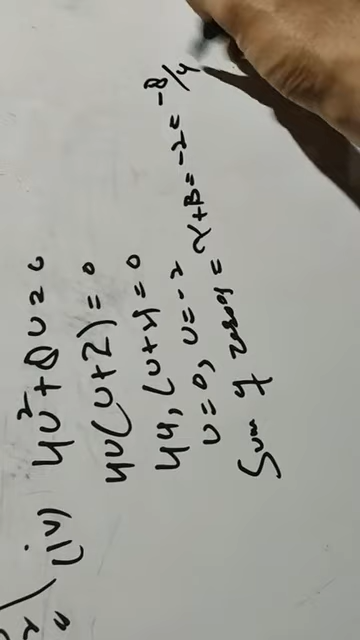 (iv) 4u² + 8u = 0
4u(u+2) = 0
4u, (u+2) = 0
u = 0, u = -2
Sum of zeroes = α+β = -2 = -8/4